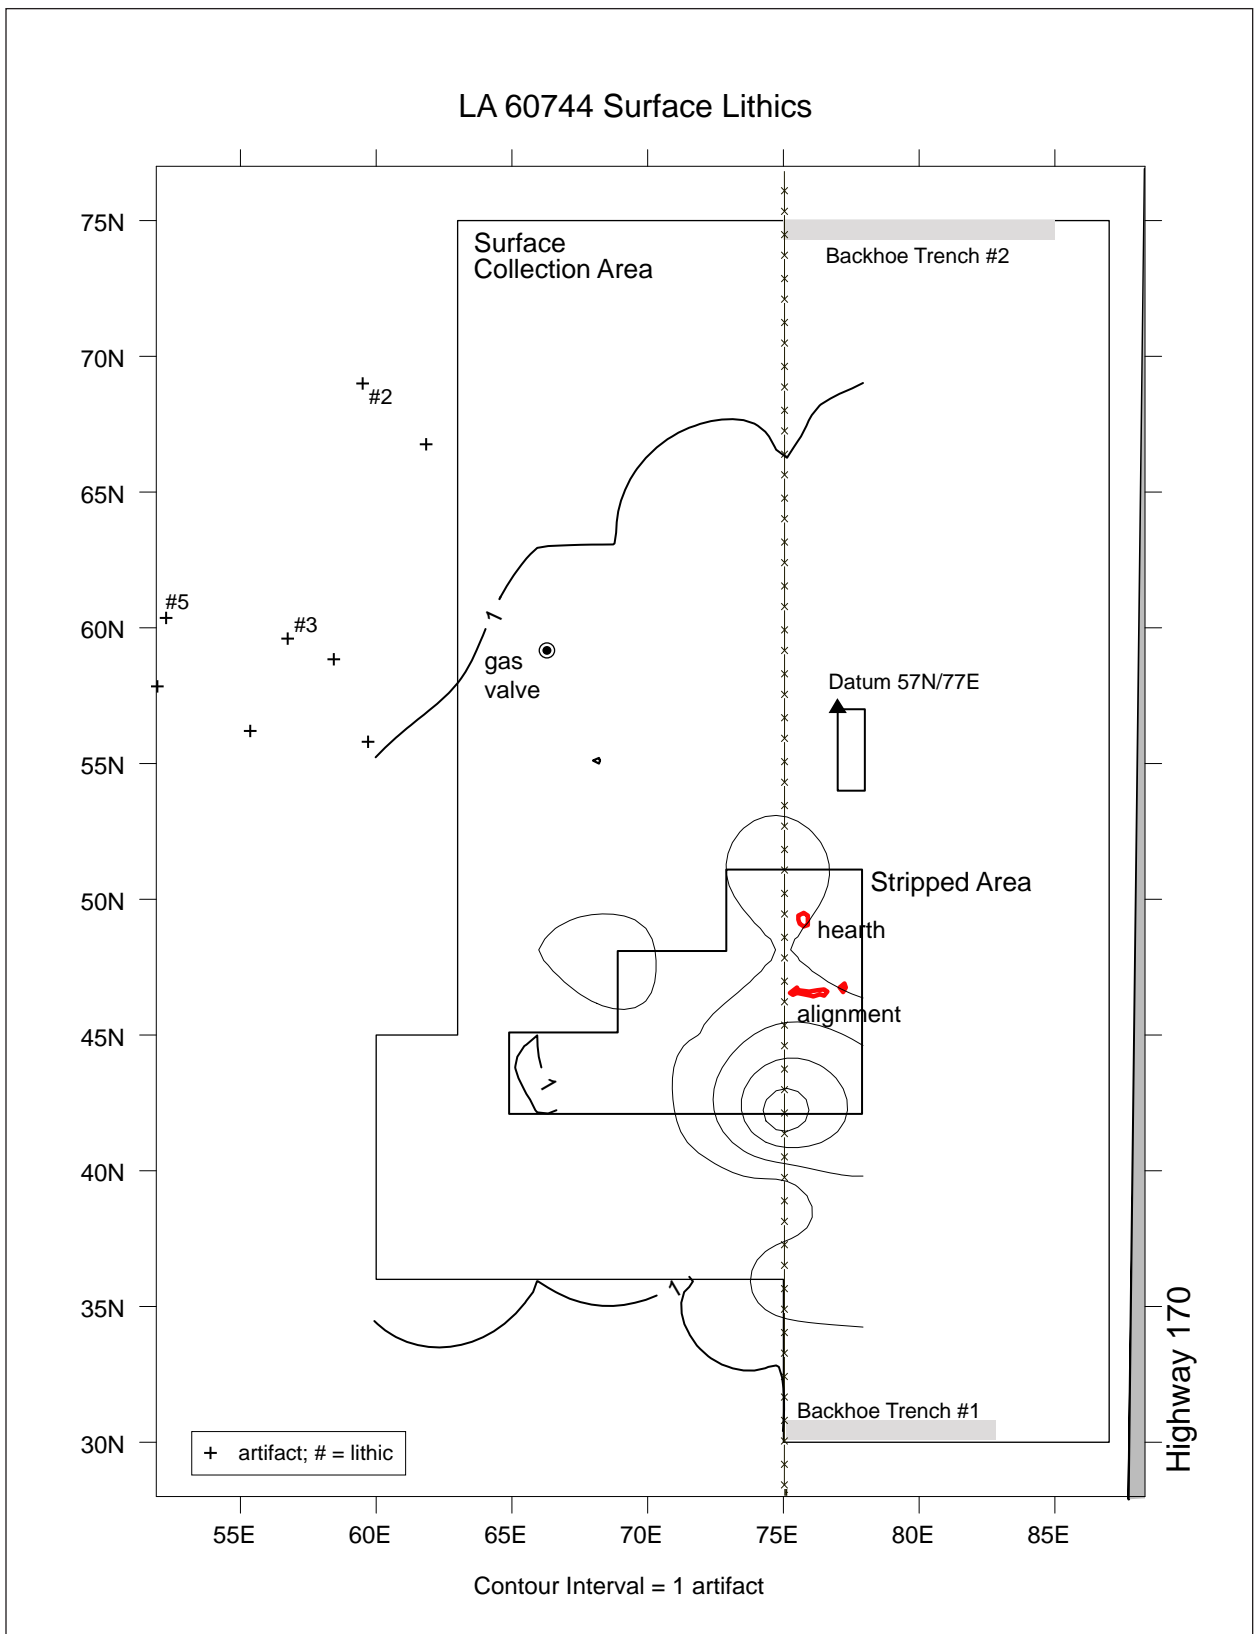 LA 60744 Surface Lithics
75N
Surface
Collection Area
Backhoe Trench #2
70N
#2
65N
#5
#3
60N
1
gas
valve
Datum 57N/77E
55N
Stripped Area
50N
hearth
alignment
45N
1
40N
35N
1
Highway 170
Backhoe Trench #1
30N
+ artifact; # = lithic
55E 60E 65E 70E 75E 80E 85E
Contour Interval = 1 artifact